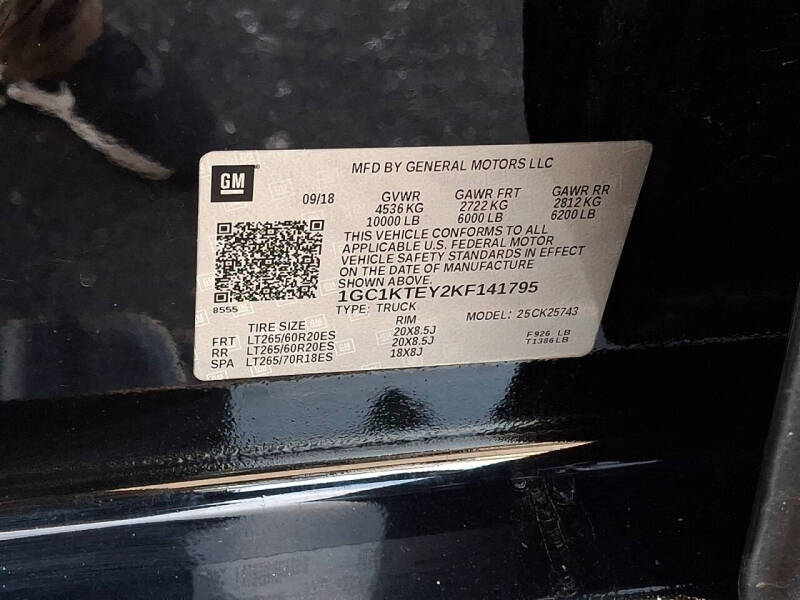 GM
MFD BY GENERAL MOTORS LLC
09/18 GVWR GAWR FRT GAWR RR
4536 KG 2722 KG 2812 KG
10000 LB 6000 LB 6200 LB
THIS VEHICLE CONFORMS TO ALL
APPLICABLE U.S. FEDERAL MOTOR
VEHICLE SAFETY STANDARDS IN EFFECT
ON THE DATE OF MANUFACTURE
SHOWN ABOVE.
8555
1GC1KTEY2KF141795
TYPE: TRUCK MODEL: 25CK25743
TIRE SIZE RIM
FRT LT265/60R20ES 20X8.5J F926 LB
RR LT265/60R20ES 20X8.5J T1386LB
SPA LT265/70R18ES 18X8J